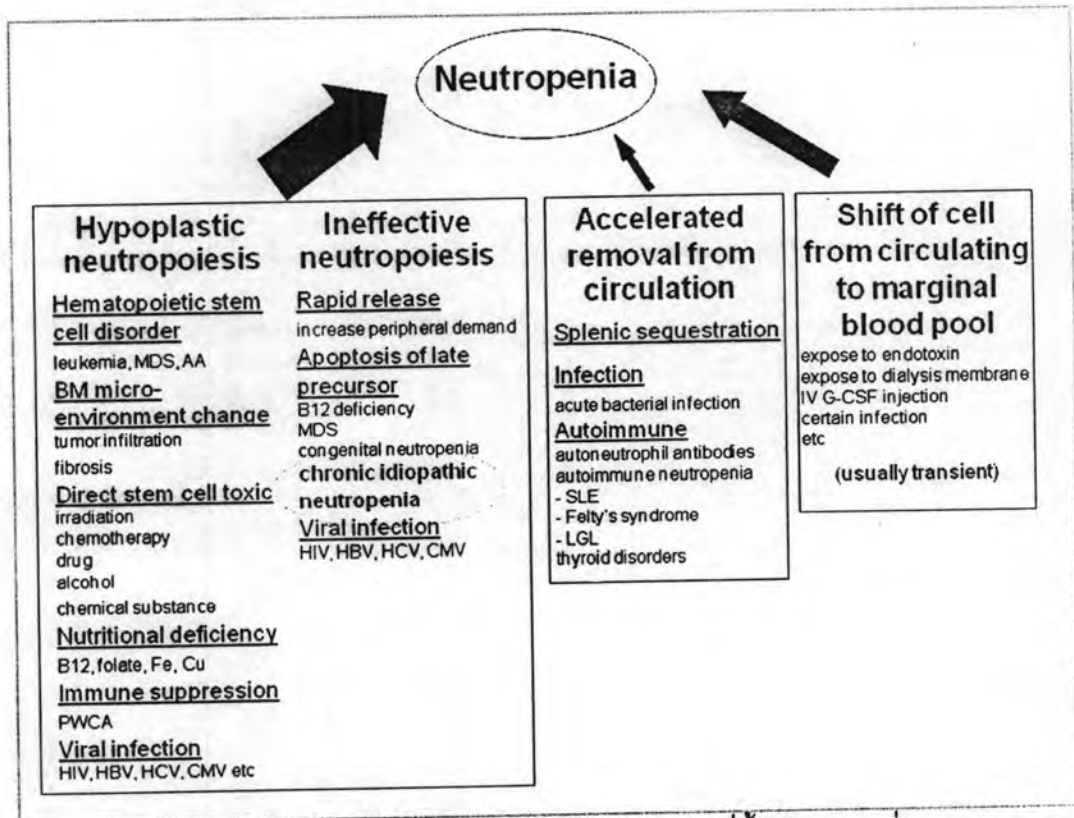 Neutropenia
Hypoplastic
neutropoiesis
Hematopoietic stem
cell disorder
leukemia, MDS, AA
BM micro-
environment change
tumor infiltration
fibrosis
Direct stem cell toxic
irradiation
chemotherapy
drug
alcohol
chemical substance
Nutritional deficiency
B12, folate, Fe, Cu
Immune suppression
PWCA
Viral infection
HIV, HBV, HCV, CMV etc
Ineffective
neutropoiesis
Rapid release
increase peripheral demand
Apoptosis of late
precursor
B12 deficiency
MDS
congenital neutropenia
chronic idiopathic
neutropenia
Viral infection
HIV, HBV, HCV, CMV
Accelerated
removal from
circulation
Splenic sequestration
Infection
acute bacterial infection
Autoimmune
autoneutrophil antibodies
autoimmune neutropenia
- SLE
- Felty's syndrome
- LGL
thyroid disorders
Shift of cell
from circulating
to marginal
blood pool
expose to endotoxin
expose to dialysis membrane
IV G-CSF injection
certain infection
etc
(usually transient)